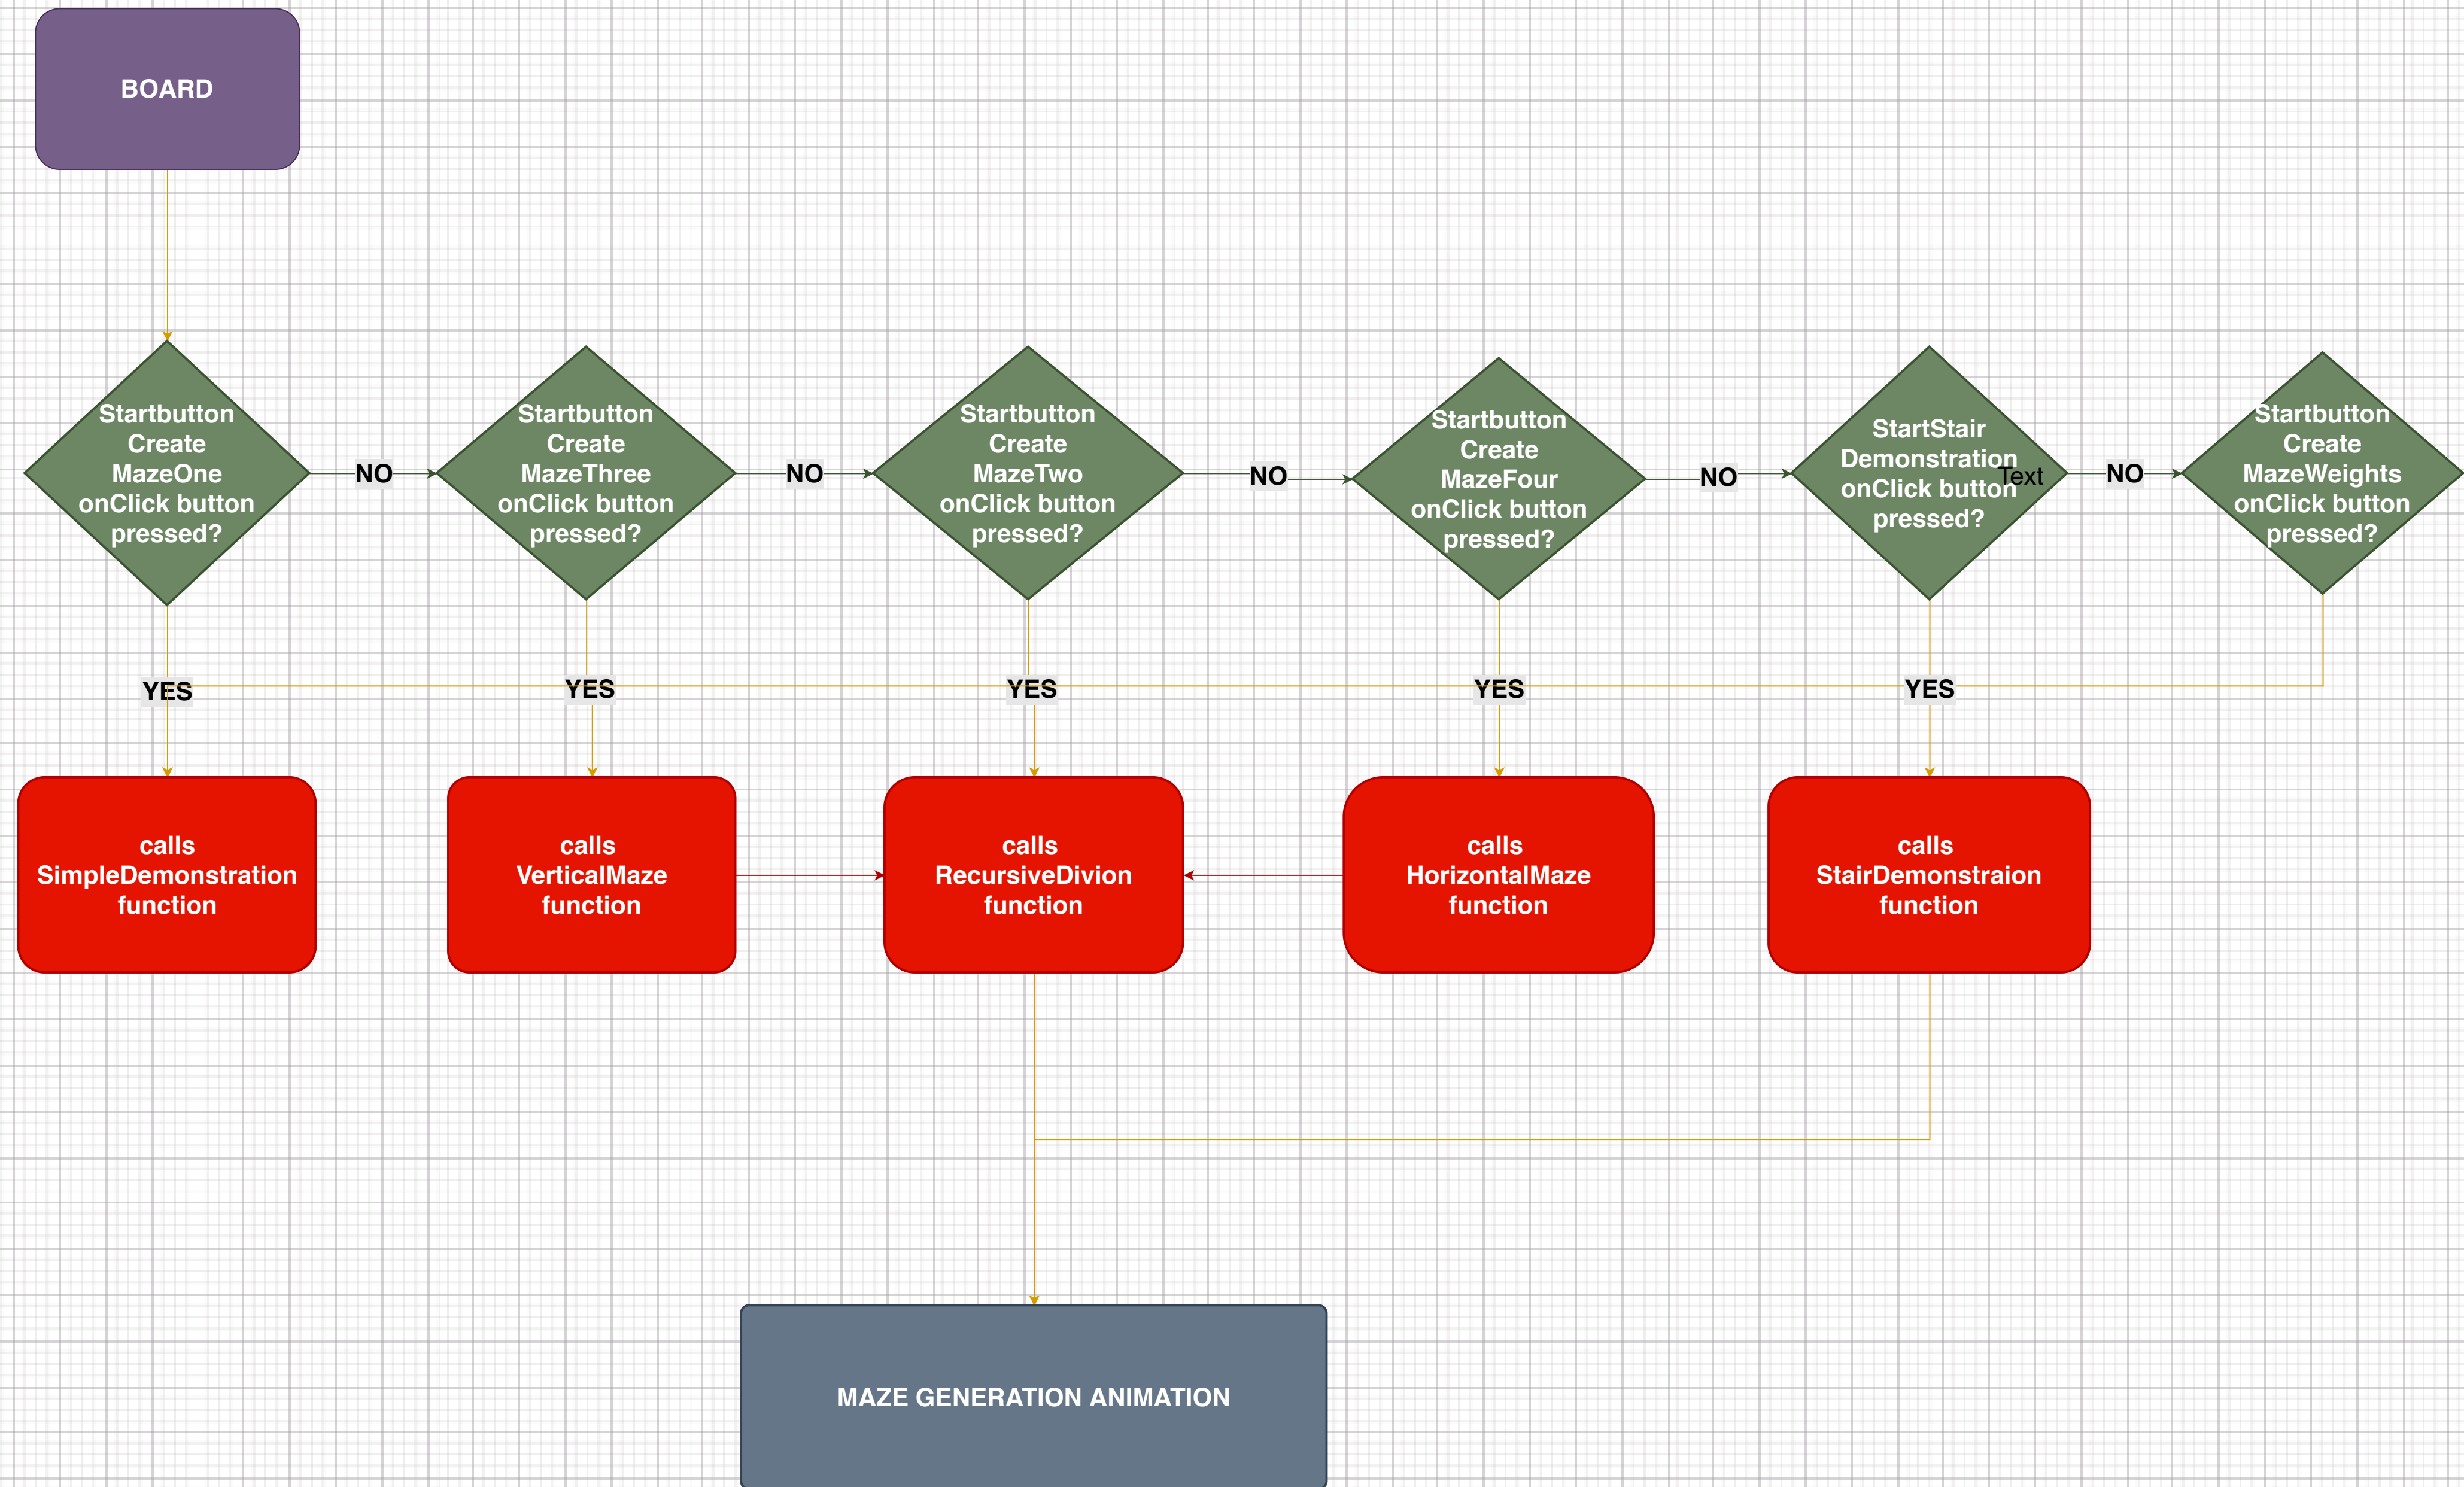 BOARD
Startbutton
Create
MazeOne
onClick button
pressed?
NO
Startbutton
Create
MazeThree
onClick button
pressed?
NO
Startbutton
Create
MazeTwo
onClick button
pressed?
NO
Startbutton
Create
MazeFour
onClick button
pressed?
NO
StartStair
Demonstration
onClick button
pressed?
Text
NO
Startbutton
Create
MazeWeights
onClick button
pressed?
YES
YES
YES
YES
YES
calls
SimpleDemonstration
function
calls
VerticalMaze
function
calls
RecursiveDivion
function
calls
HorizontalMaze
function
calls
StairDemonstraion
function
MAZE GENERATION ANIMATION